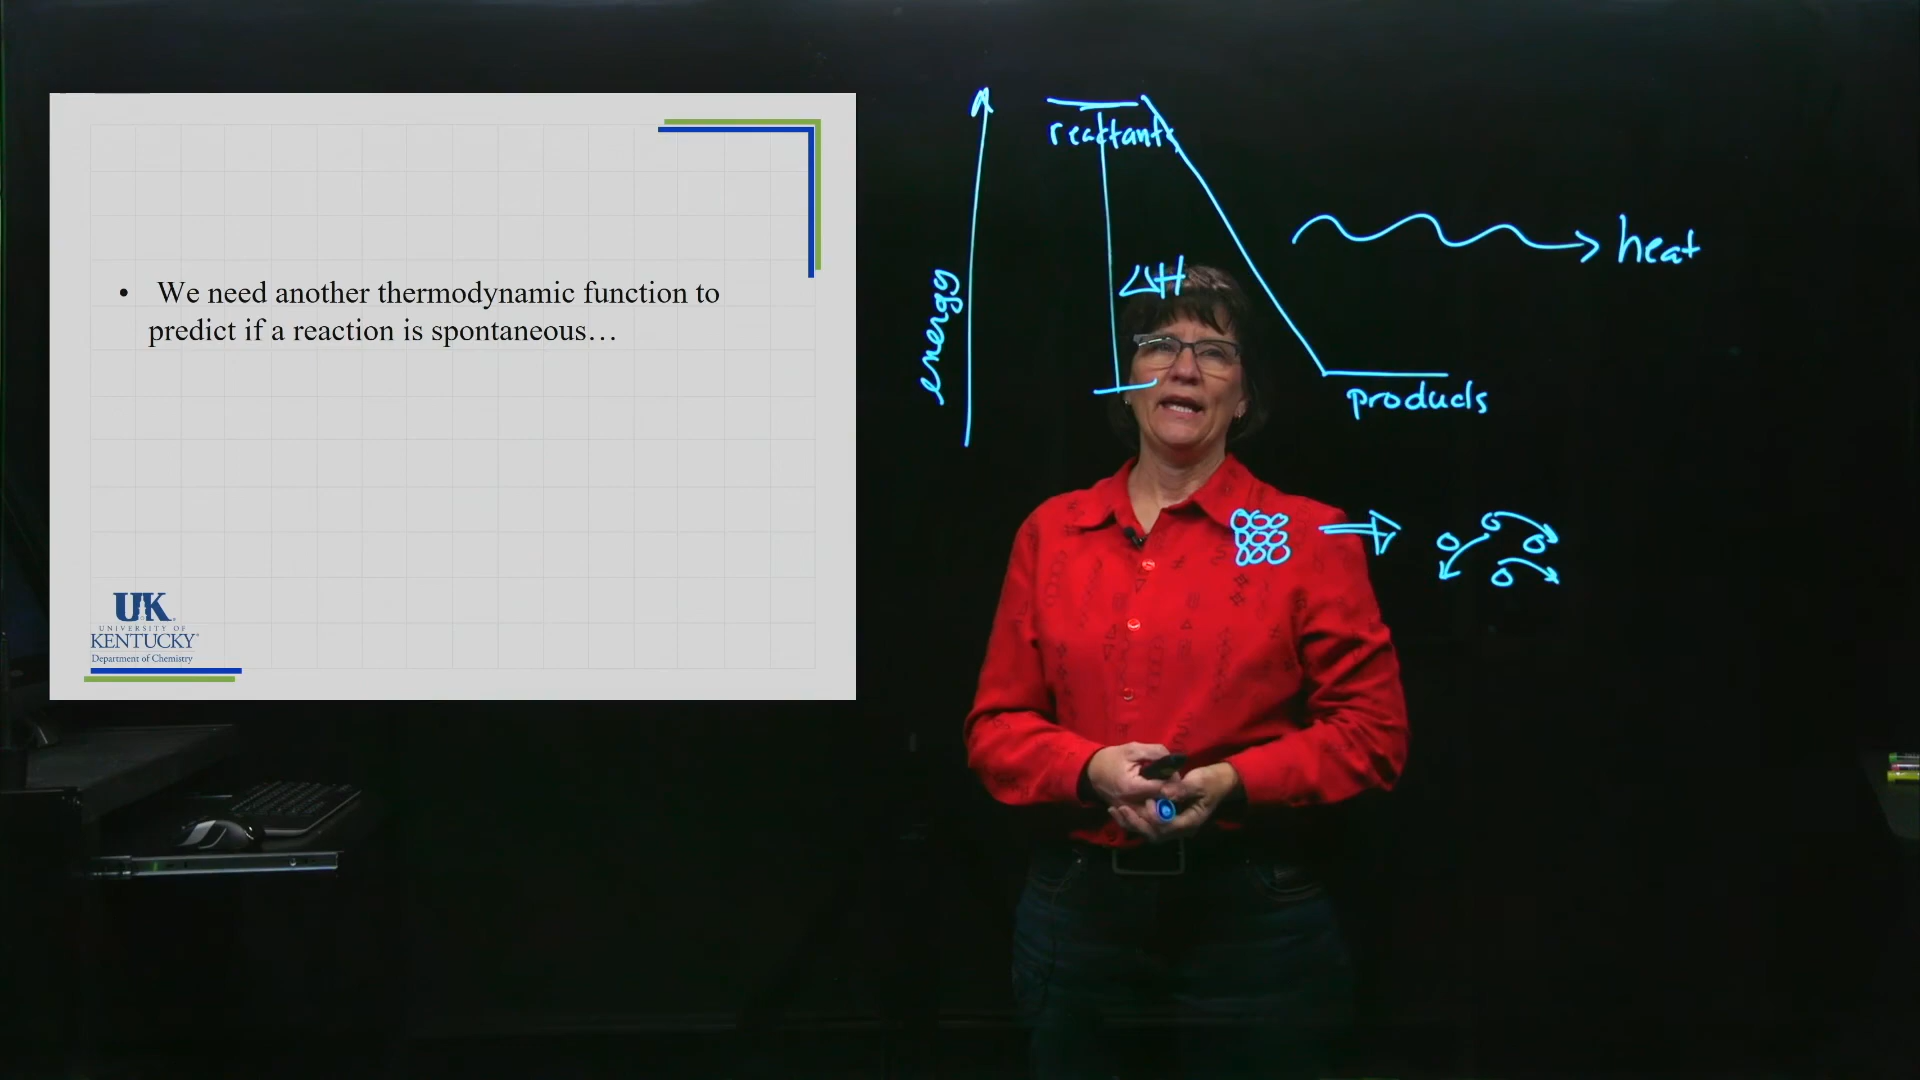 • We need another thermodynamic function to
predict if a reaction is spontaneous…
UK
UNIVERSITY OF
KENTUCKY®
Department of Chemistry
energy
reactants
ΔH
heat
products